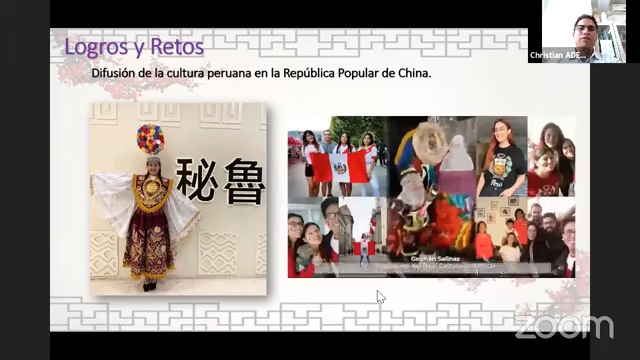 Logros y Retos
Difusión de la cultura peruana en la República Popular de China.
秘魯
Perú
Germán Salinas
Christian ADE...
zoom